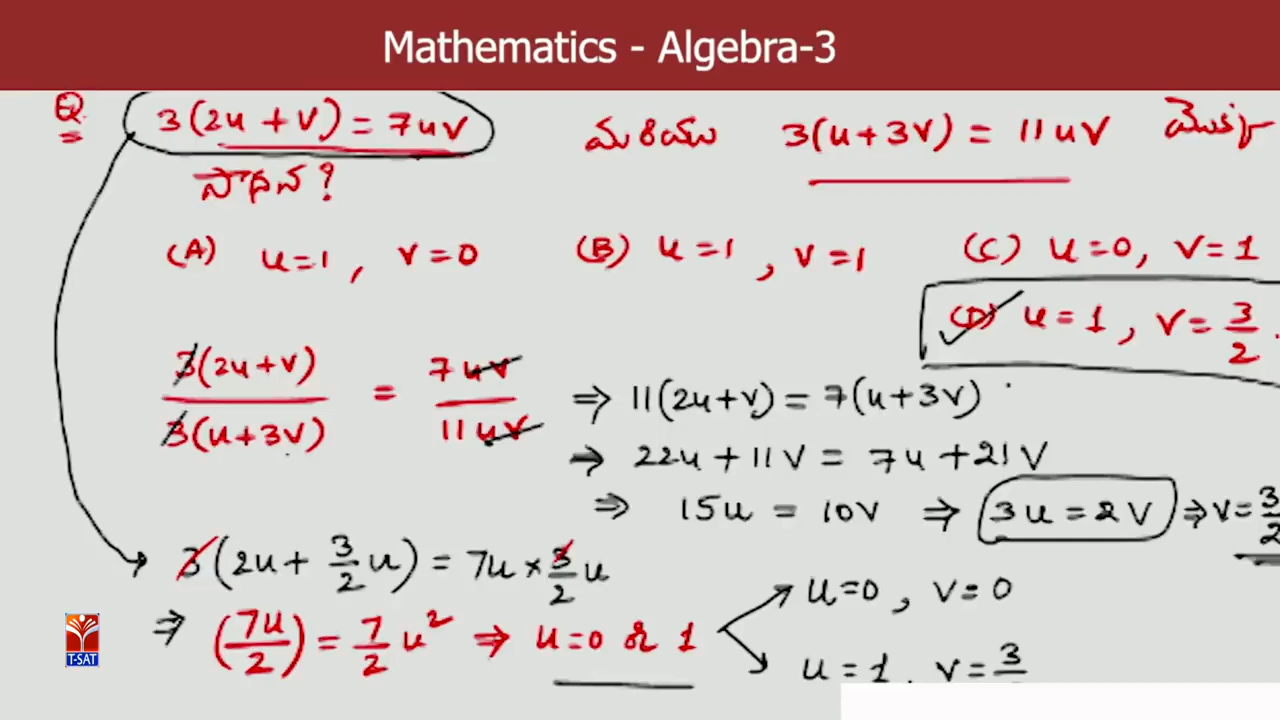 Mathematics - Algebra-3
Q 3(2u + v) = 7uv మరియు 3(u + 3v) = 11uv యొక్క
సాధన?
(A) u = 1, v = 0 (B) u = 1, v = 1 (C) u = 0, v = 1
(D) u = 1, v = 3/2.
3(2u+v)/3(u+3v) = 7uv/11uv ⇒ 11(2u+v) = 7(u+3v)
⇒ 22u + 11v = 7u + 21v
⇒ 15u = 10v ⇒ 3u = 2v ⇒ v = 3/2
3(2u + 3/2 u) = 7u × 3/2 u
u=0, v=0
⇒ (7u/2) = 7/2 u² ⇒ u=0 or 1
u = 1, v = 3/
T-SAT